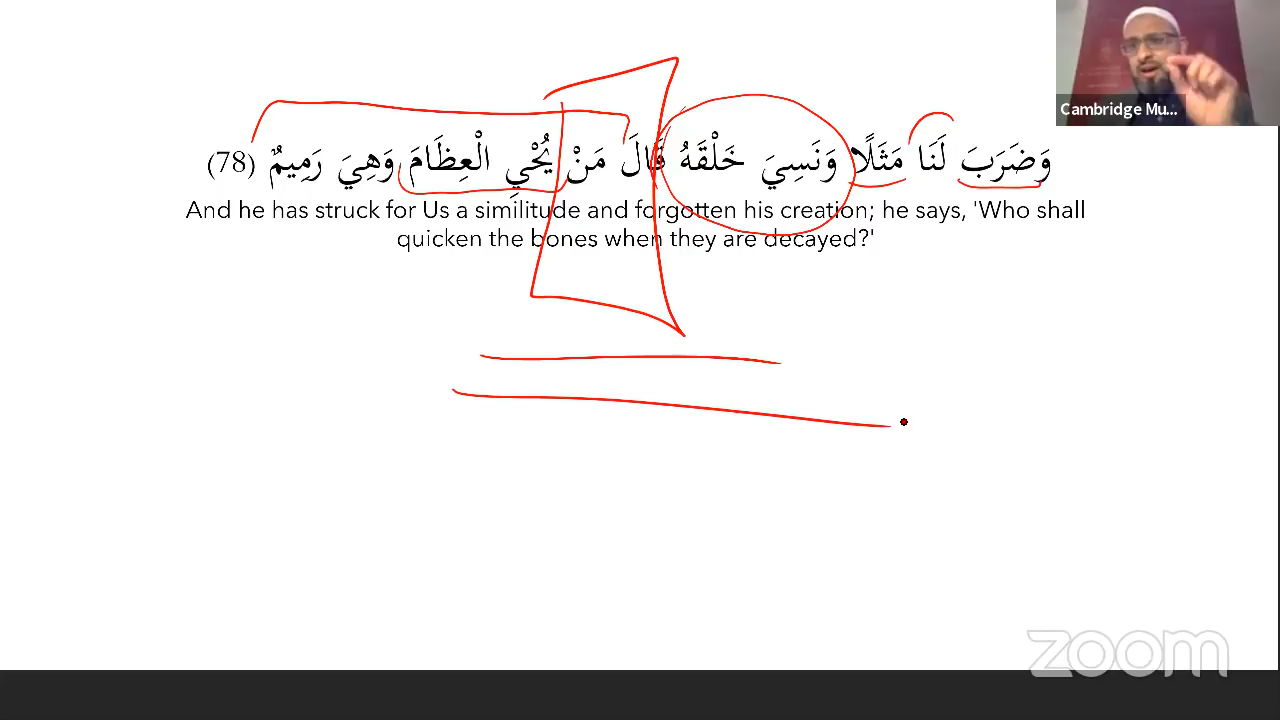 Cambridge Mu...
وَضَرَبَ لَنَا مَثَلًا وَنَسِيَ خَلْقَهُ قَالَ مَنْ يُحْيِي الْعِظَامَ وَهِيَ رَمِيمٌ (78)
And he has struck for Us a similitude and forgotten his creation; he says, 'Who shall
quicken the bones when they are decayed?'
zoom